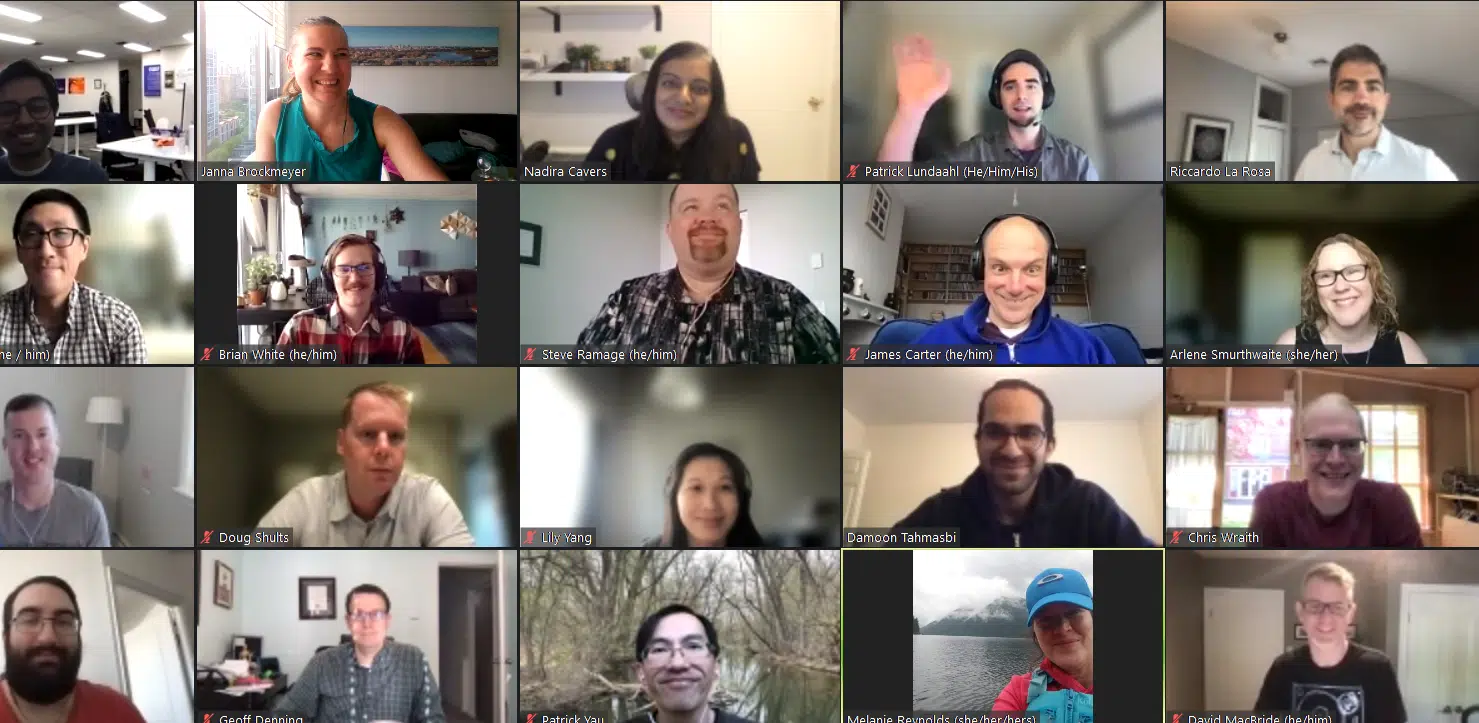 Janna Brockmeyer
Nadira Cavers
Patrick Lundaahl (He/Him/His)
Riccardo La Rosa
he / him)
Brian White (he/him)
Steve Ramage (he/him)
James Carter (he/him)
Arlene Smurthwaite (she/her)
Doug Shults
Lily Yang
Damoon Tahmasbi
Chris Wraith
Geoff Denning
Patrick Yau
Melanie Reynolds (she/her/hers)
David MacBride (he/him)